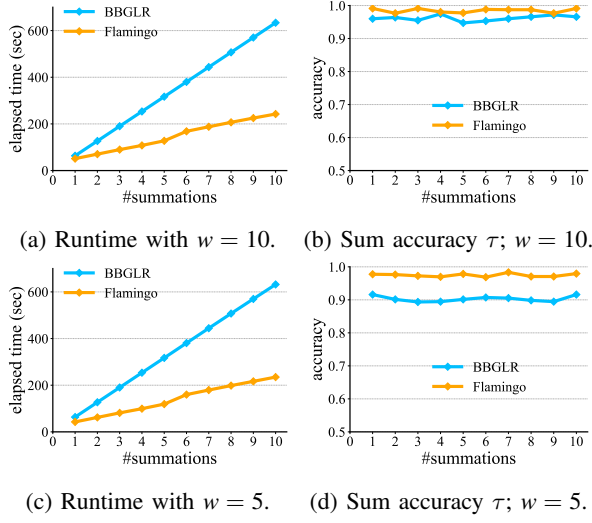 BBGLR
Flamingo
elapsed time (sec)
600
400
200
0
0 1 2 3 4 5 6 7 8 9 10
#summations
(a) Runtime with w = 10.
accuracy
1.0
0.9
0.8
0.7
0.6
0.5
BBGLR
Flamingo
0 1 2 3 4 5 6 7 8 9 10
#summations
(b) Sum accuracy τ; w = 10.
BBGLR
Flamingo
elapsed time (sec)
600
400
200
0
0 1 2 3 4 5 6 7 8 9 10
#summations
(c) Runtime with w = 5.
accuracy
1.0
0.9
0.8
0.7
0.6
0.5
BBGLR
Flamingo
0 1 2 3 4 5 6 7 8 9 10
#summations
(d) Sum accuracy τ; w = 5.